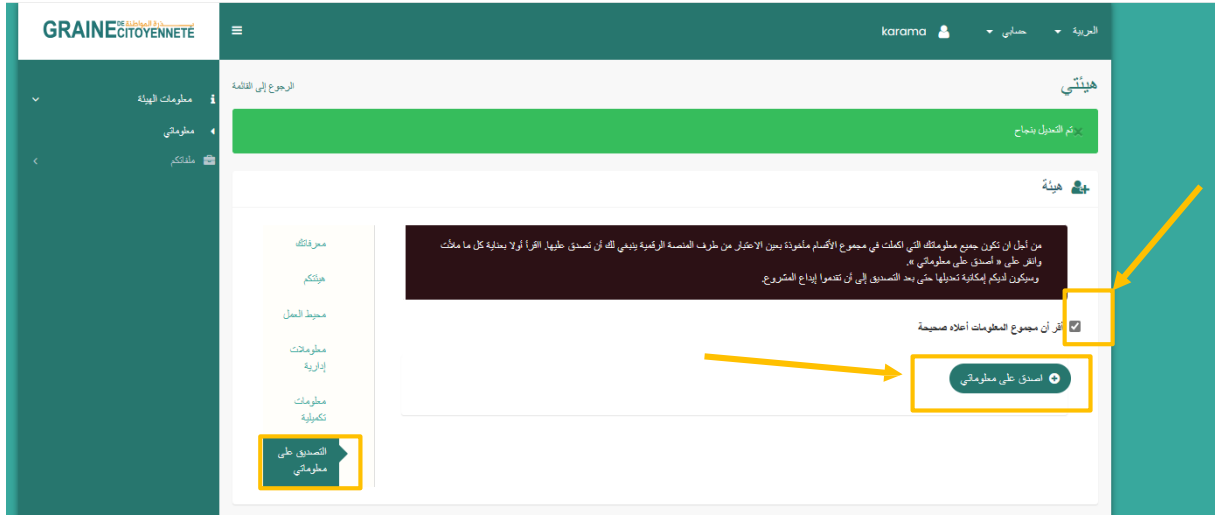 GRAINE DE CITOYENNETÉ
العربية
حسابي
karama
هيئتي
الرجوع إلى القائمة
معلومات الهيئة
معلوماتي
ملفاتكم
تم التعديل بنجاح
هيئة
معرفاتك
هيئتكم
محيط العمل
معلوملات
إدارية
معلومات
تكميلية
التصديق على
معلوماتي
من أجل ان تكون جميع معلوماتك التي اكملت في مجموع الأقسام مأخوذة بعين الاعتبار من طرف المنصة الرقمية ينبغي لك أن تصدق عليها. اقرأ أولا بعناية كل ما ملأت
وانقر على « أصدق على معلوماتي ».
وسيكون لديكم إمكانية تعديلها حتى بعد التصديق إلى أن تقدموا إيداع المشروع.
أقر أن مجموع المعلومات أعلاه صحيحة
اصدق على معلوماتي